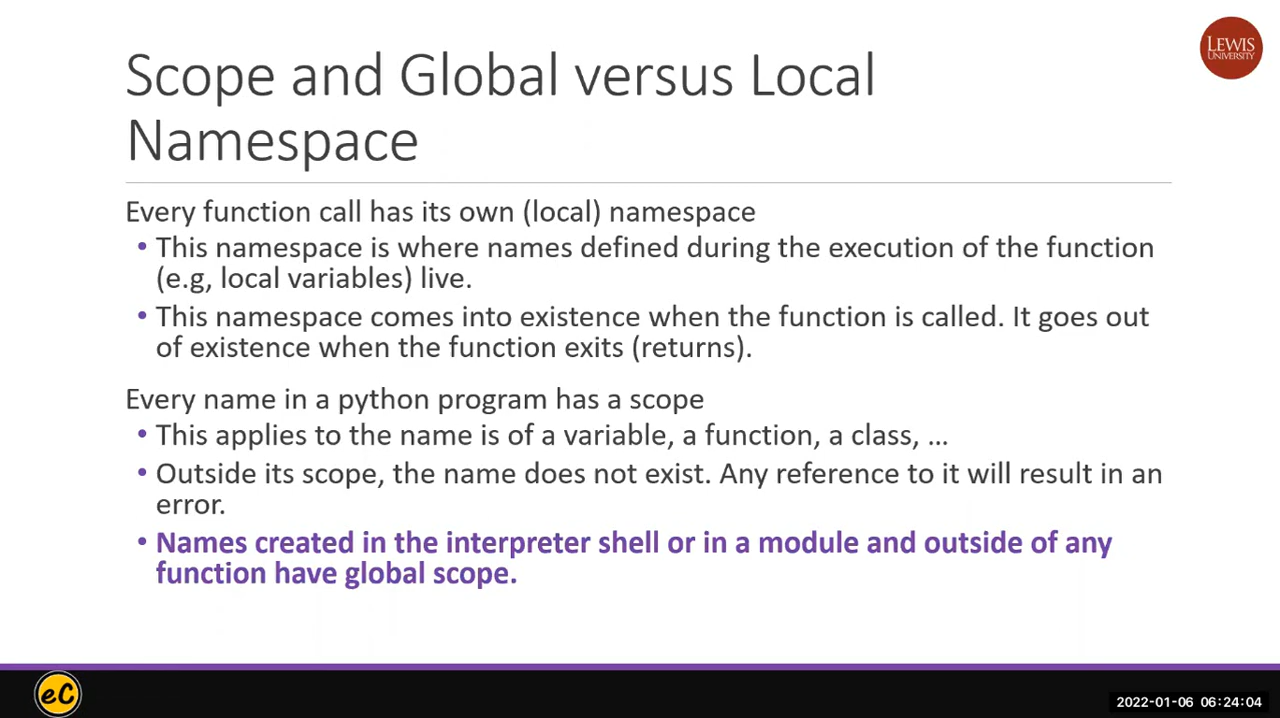 LEWIS
UNIVERSITY
Scope and Global versus Local
Namespace
Every function call has its own (local) namespace
• This namespace is where names defined during the execution of the function
(e.g, local variables) live.
• This namespace comes into existence when the function is called. It goes out
of existence when the function exits (returns).
Every name in a python program has a scope
• This applies to the name is of a variable, a function, a class, …
• Outside its scope, the name does not exist. Any reference to it will result in an
error.
• Names created in the interpreter shell or in a module and outside of any
function have global scope.
eC
2022-01-06 06:24:04